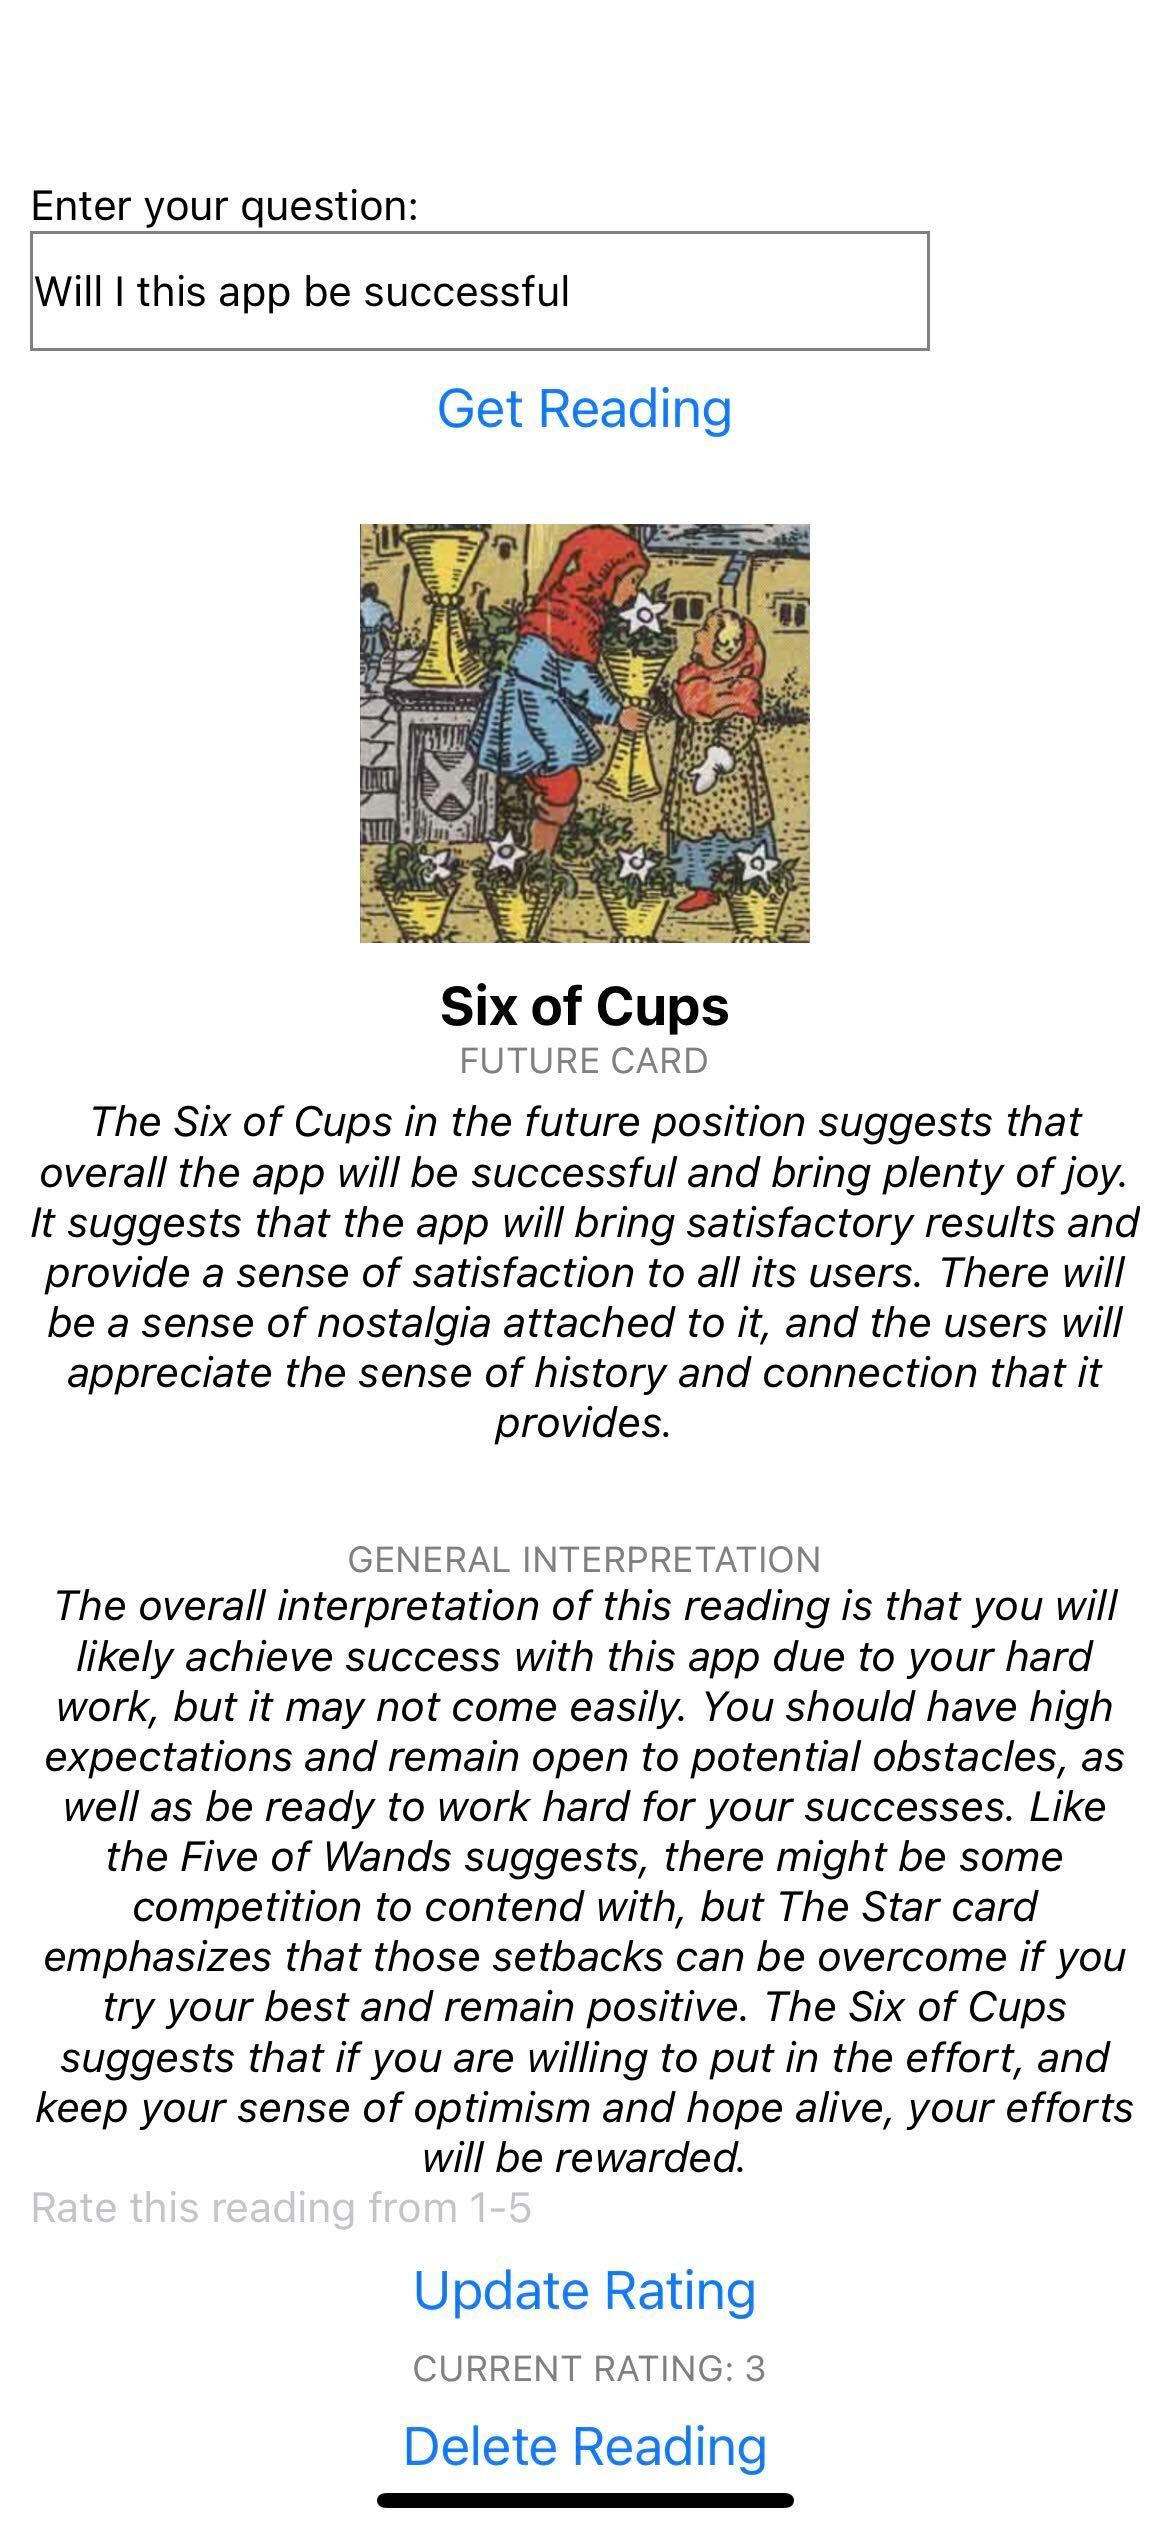 Enter your question:
Will I this app be successful
Get Reading
Six of Cups
FUTURE CARD
The Six of Cups in the future position suggests that
overall the app will be successful and bring plenty of joy.
It suggests that the app will bring satisfactory results and
provide a sense of satisfaction to all its users. There will
be a sense of nostalgia attached to it, and the users will
appreciate the sense of history and connection that it
provides.
GENERAL INTERPRETATION
The overall interpretation of this reading is that you will
likely achieve success with this app due to your hard
work, but it may not come easily. You should have high
expectations and remain open to potential obstacles, as
well as be ready to work hard for your successes. Like
the Five of Wands suggests, there might be some
competition to contend with, but The Star card
emphasizes that those setbacks can be overcome if you
try your best and remain positive. The Six of Cups
suggests that if you are willing to put in the effort, and
keep your sense of optimism and hope alive, your efforts
will be rewarded.
Rate this reading from 1-5
Update Rating
CURRENT RATING: 3
Delete Reading